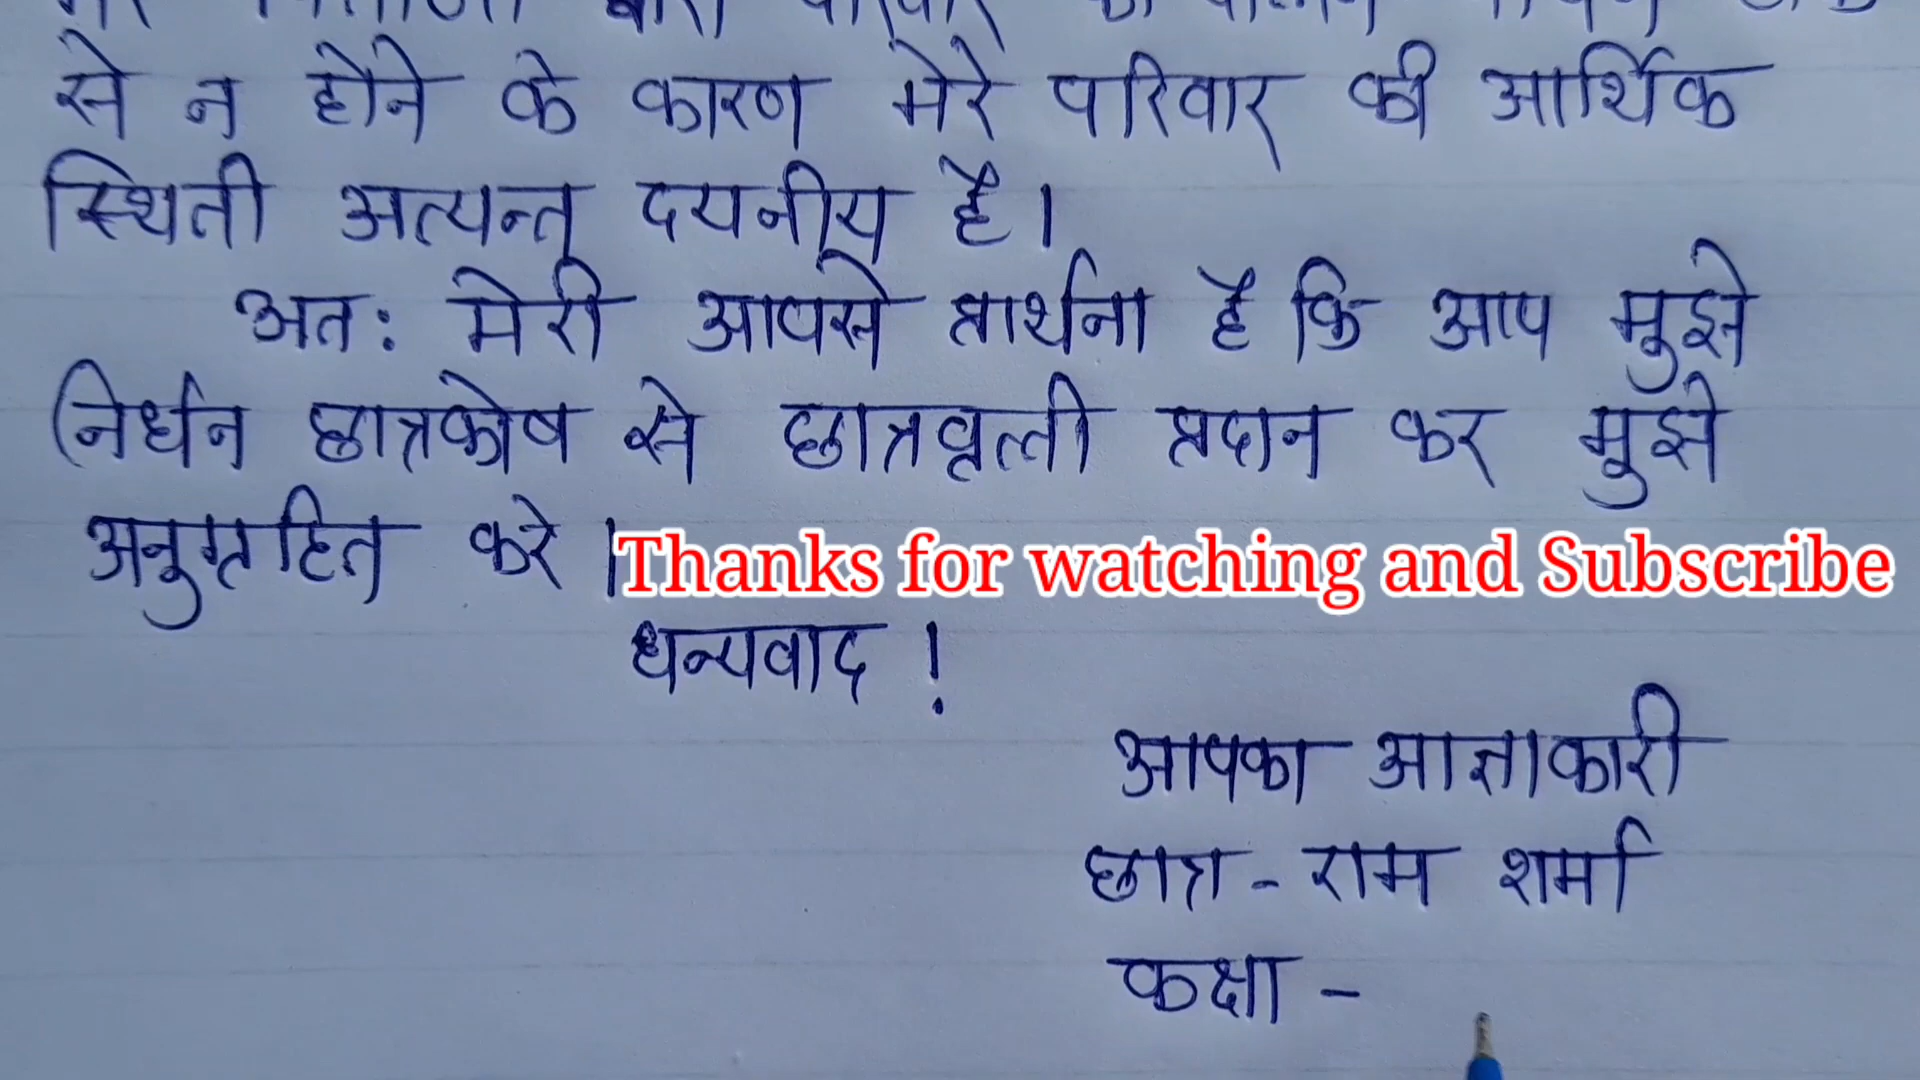 से न होने के कारण मेरे परिवार की आर्थिक
स्थिती अत्यन्त दयनीय है।
अत: मेरी आपसे प्रार्थना है कि आप मुझे
निर्धन छात्रकोष से छात्रवृत्ती प्रदान कर मुझे
अनुग्रहित करे ।
Thanks for watching and Subscribe
धन्यवाद !
आपका आज्ञाकारी
छात्र - राम शर्मा
कक्षा -